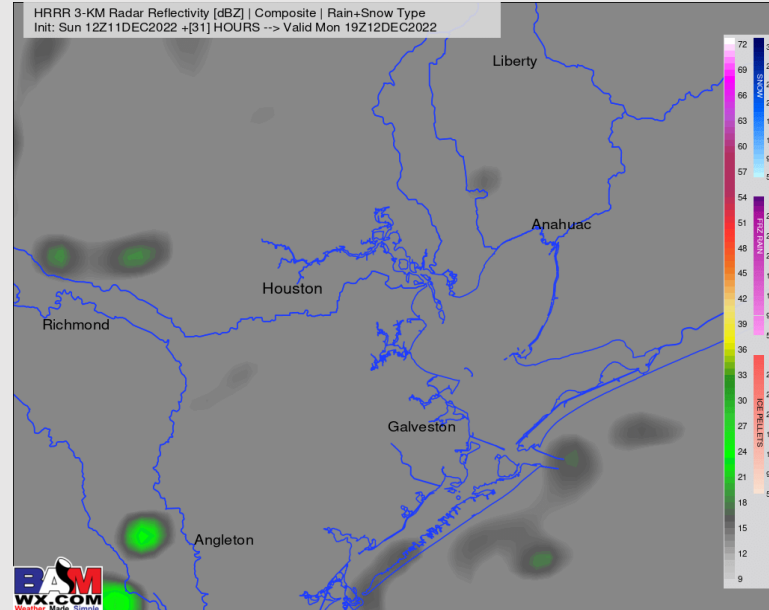 HRRR 3-KM Radar Reflectivity [dBZ] | Composite | Rain+Snow Type
Init: Sun 12Z11DEC2022 +[31] HOURS --> Valid Mon 19Z12DEC2022
Liberty
Anahuac
Houston
Richmond
Galveston
Angleton
72
69
66
63
60
57
54
51
48
45
42
39
36
33
30
27
24
21
18
15
12
9
SNOW
FRZ RAIN
ICE PELLETS
BAM
WX.COM
Weather Made Simple